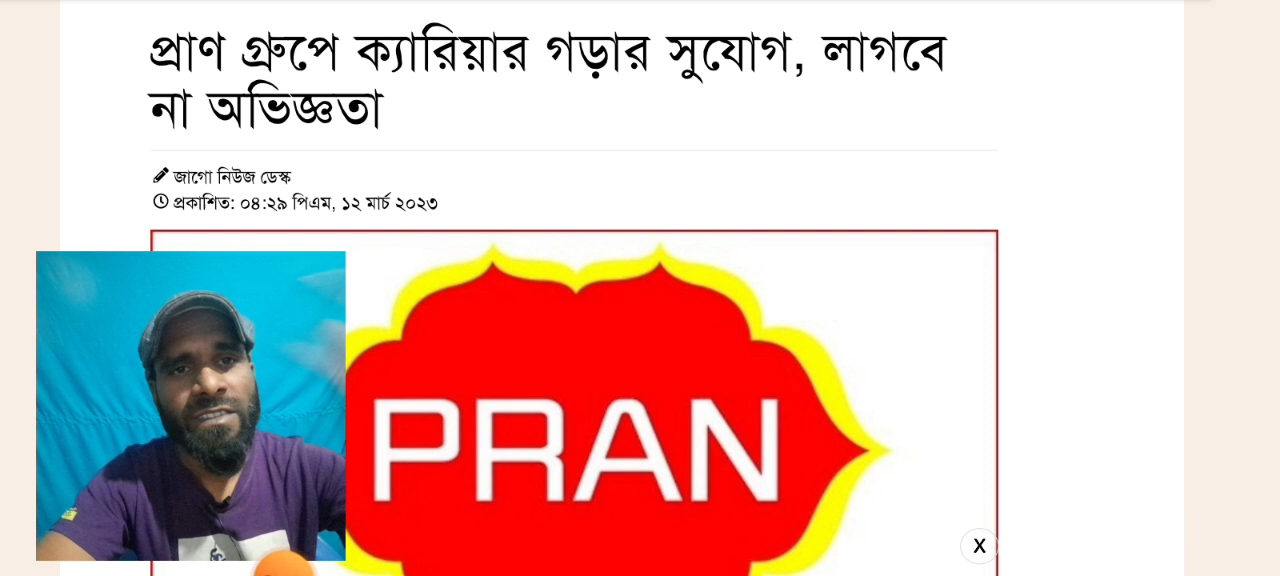 প্রাণ গ্রুপে ক্যারিয়ার গড়ার সুযোগ, লাগবে
না অভিজ্ঞতা
জাগো নিউজ ডেস্ক
প্রকাশিত: ০৪:২৯ পিএম, ১২ মার্চ ২০২৩
PRAN
X